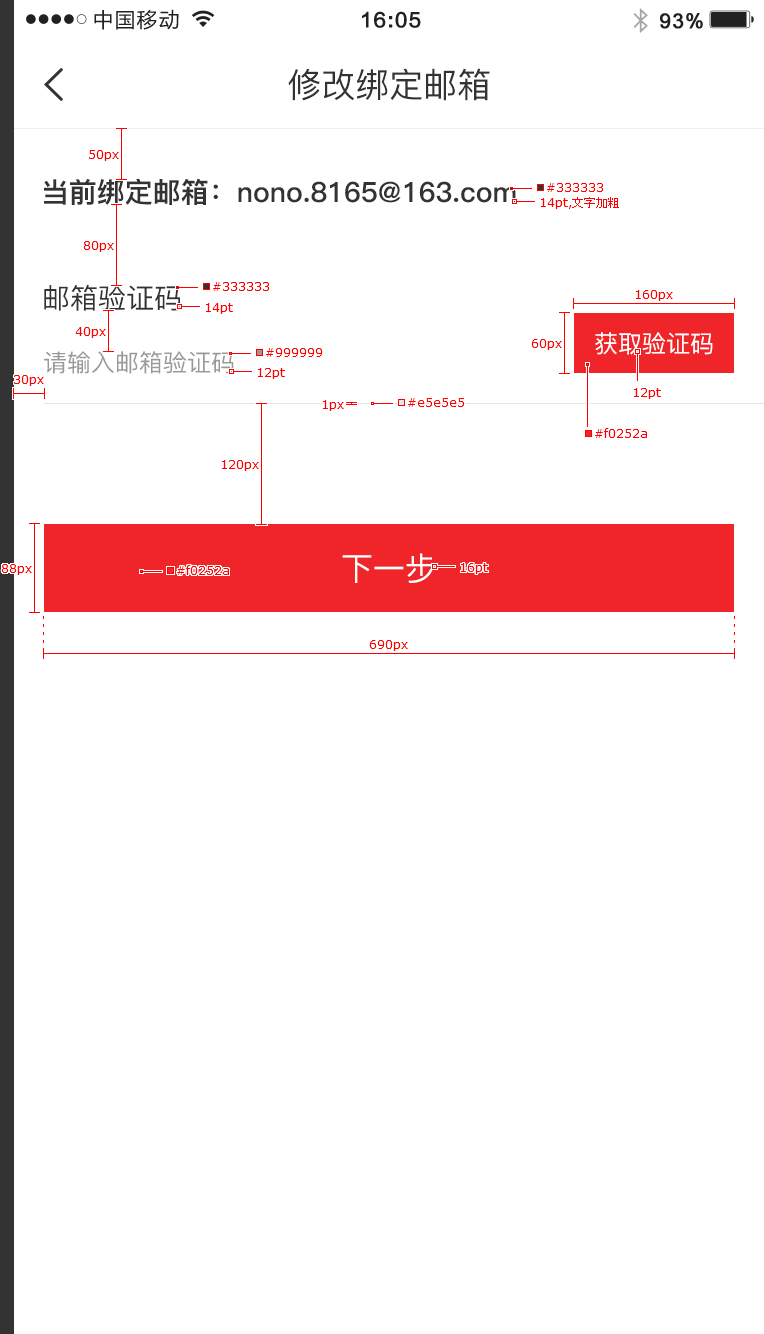 中国移动 16:05 93%
修改绑定邮箱
50px
当前绑定邮箱：nono.8165@163.com
#333333
14pt,文字加粗
80px
邮箱验证码
#333333
14pt
160px
40px
60px
获取验证码
请输入邮箱验证码
#999999
12pt
30px
12pt
1px
#e5e5e5
#f0252a
120px
88px
#f0252a
下一步
16pt
690px